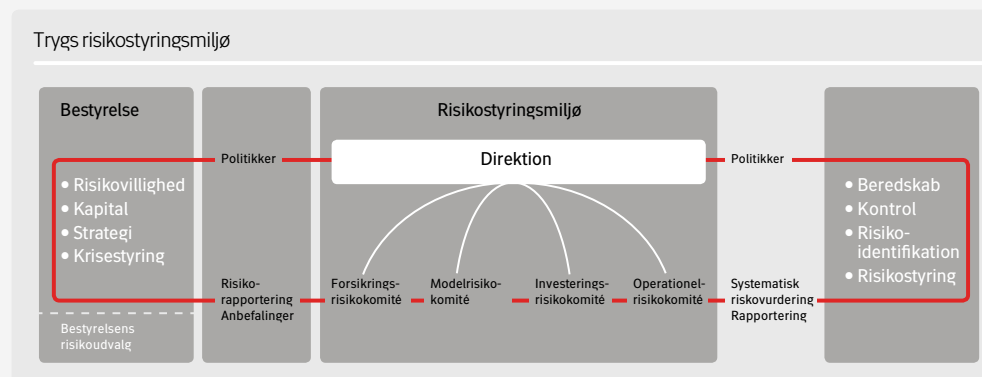 Trygs risikostyringsmiljø
Bestyrelse
• Risikovillighed
• Kapital
• Strategi
• Krisestyring
Bestyrelsens
risikoudvalg
Politikker
Risiko-
rapportering
Anbefalinger
Risikostyringsmiljø
Direktion
Forsikrings-
risikokomité
Modelrisiko-
komité
Investerings-
risikokomité
Operationel-
risikokomité
Politikker
Systematisk
riskovurdering
Rapportering
• Beredskab
• Kontrol
• Risiko-
identifikation
• Risikostyring